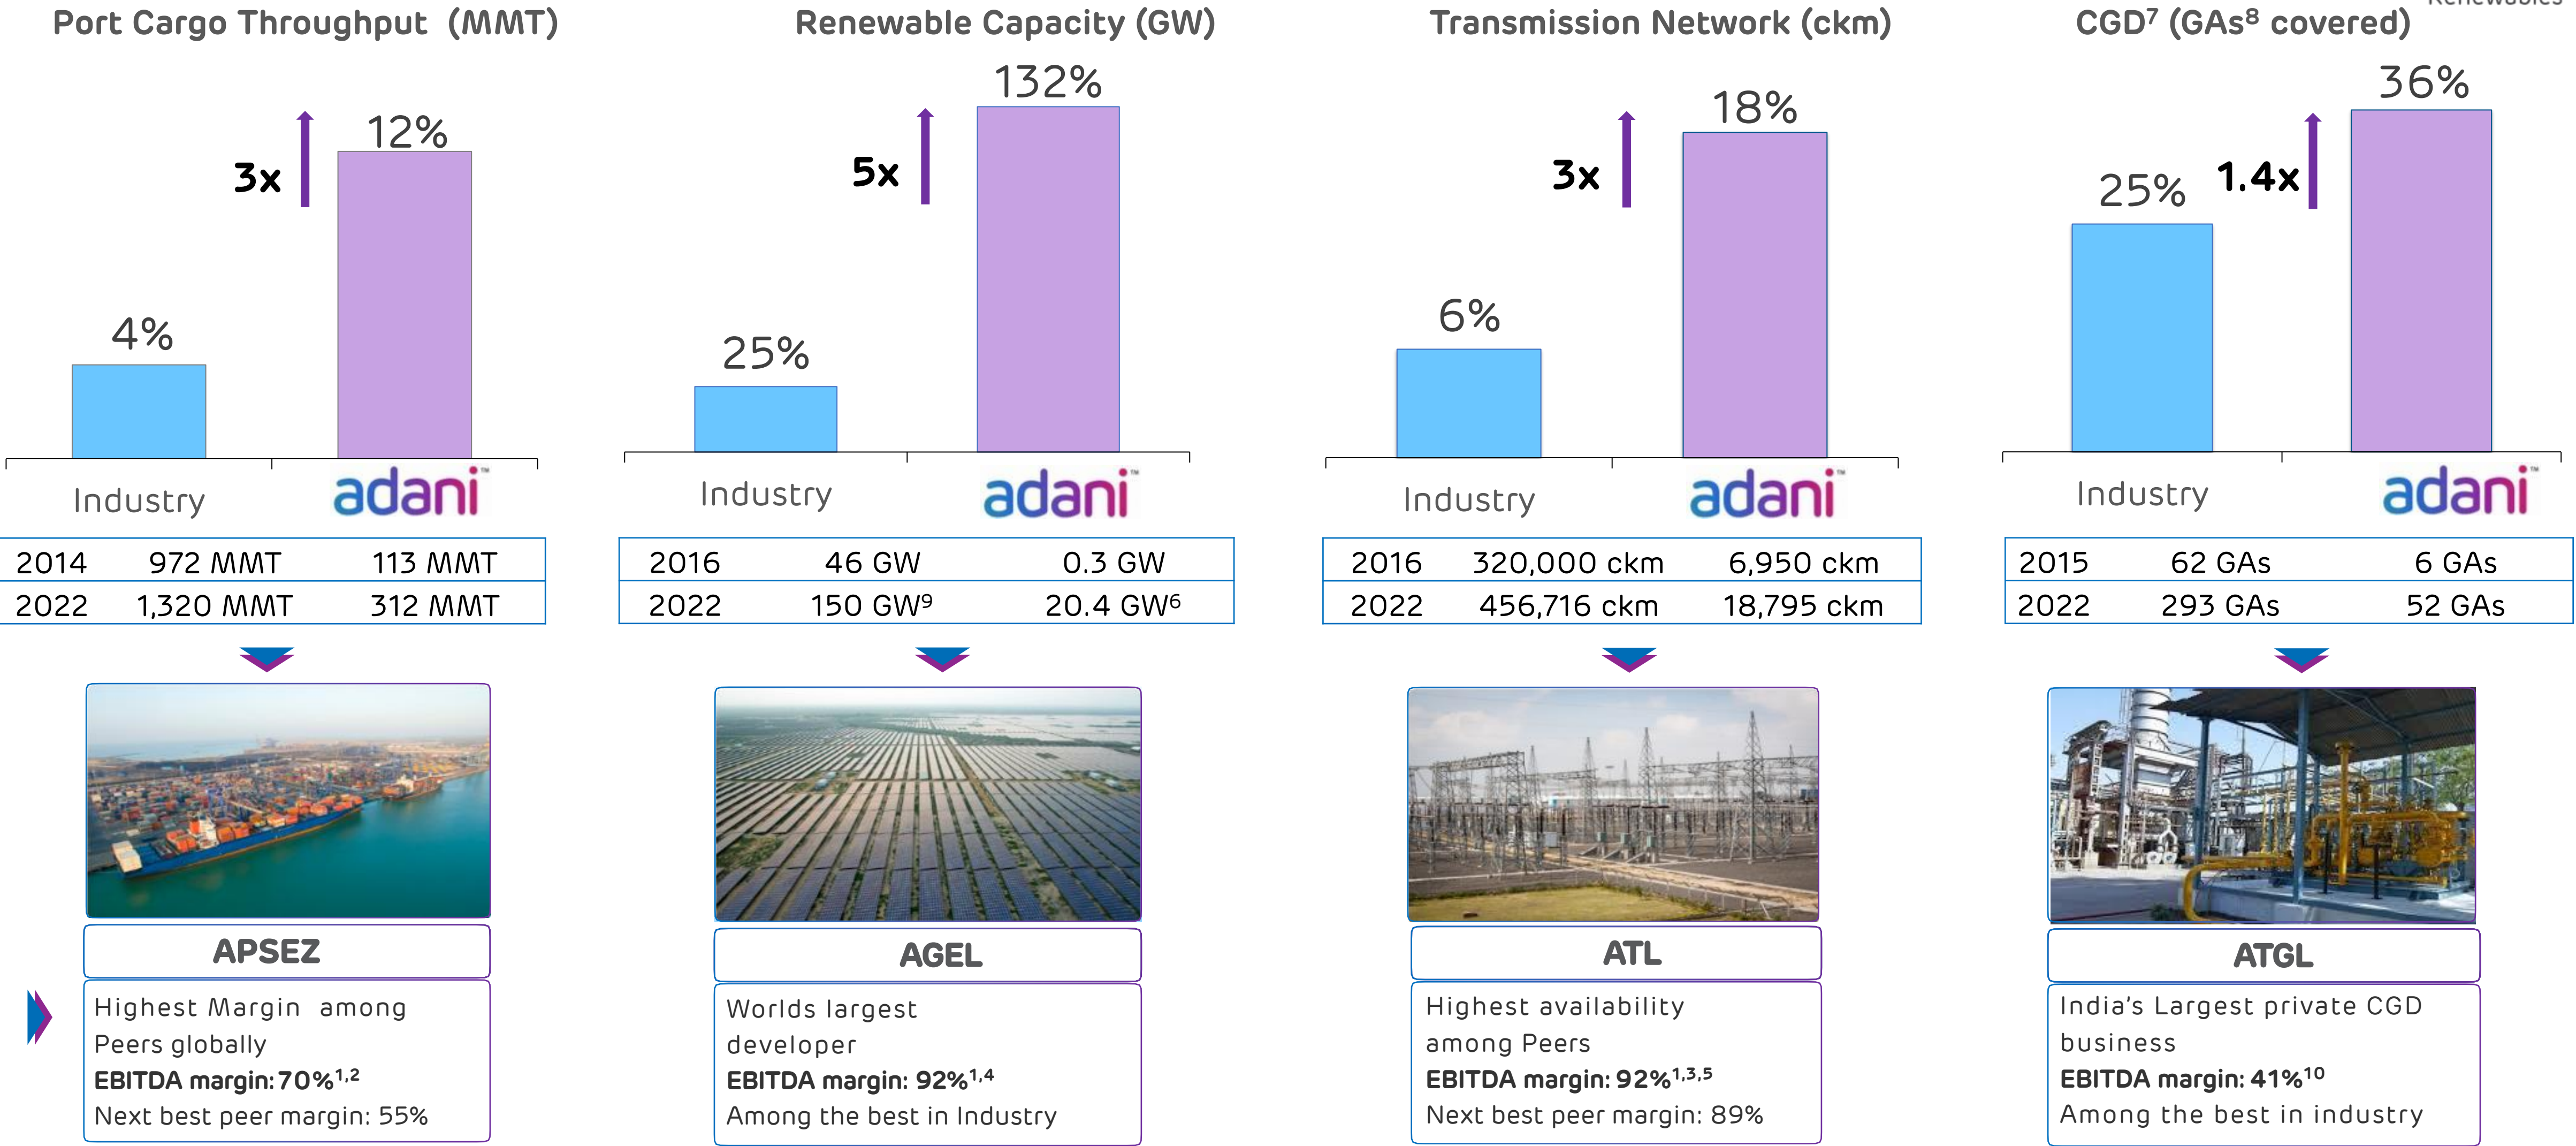 Renewables
Port Cargo Throughput (MMT)
12%
3x
4%
Industry
adani™
2014 972 MMT 113 MMT
2022 1,320 MMT 312 MMT
APSEZ
Highest Margin among
Peers globally
EBITDA margin: 70%1,2
Next best peer margin: 55%
Renewable Capacity (GW)
132%
5x
25%
Industry
adani™
2016 46 GW 0.3 GW
2022 150 GW9 20.4 GW6
AGEL
Worlds largest
developer
EBITDA margin: 92%1,4
Among the best in Industry
Transmission Network (ckm)
18%
3x
6%
Industry
adani™
2016 320,000 ckm 6,950 ckm
2022 456,716 ckm 18,795 ckm
ATL
Highest availability
among Peers
EBITDA margin: 92%1,3,5
Next best peer margin: 89%
CGD7 (GAs8 covered)
36%
25%
1.4x
Industry
adani™
2015 62 GAs 6 GAs
2022 293 GAs 52 GAs
ATGL
India's Largest private CGD
business
EBITDA margin: 41%10
Among the best in industry